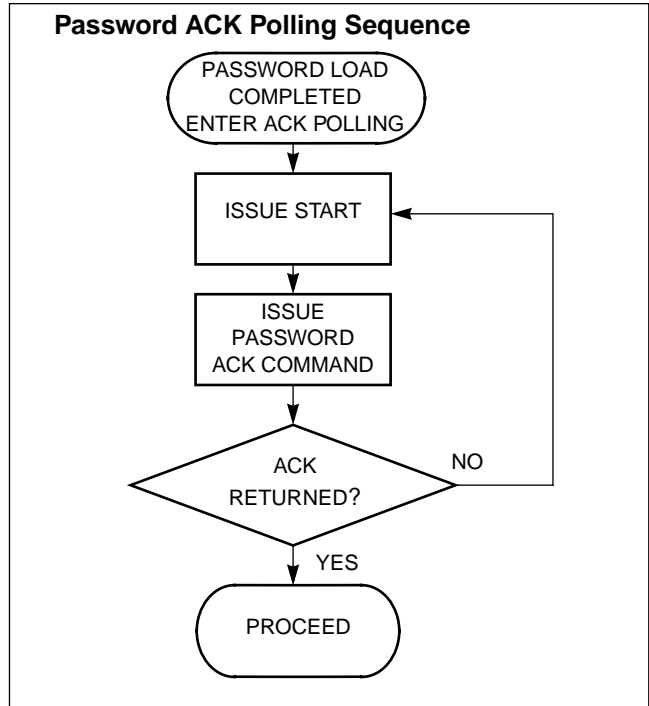 Password ACK Polling Sequence
PASSWORD LOAD
COMPLETED
ENTER ACK POLLING
ISSUE START
ISSUE
PASSWORD
ACK COMMAND
ACK
RETURNED?
NO
YES
PROCEED